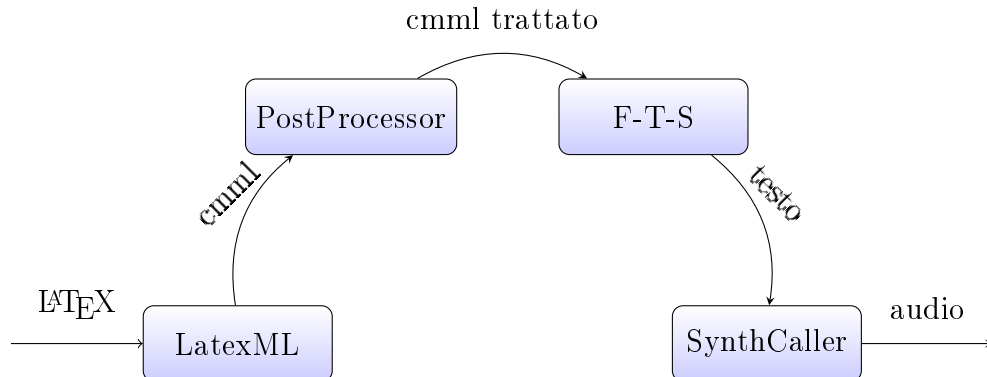 cmml trattato
PostProcessor
F-T-S
cmml
testo
LATEX
LatexML
SynthCaller
audio